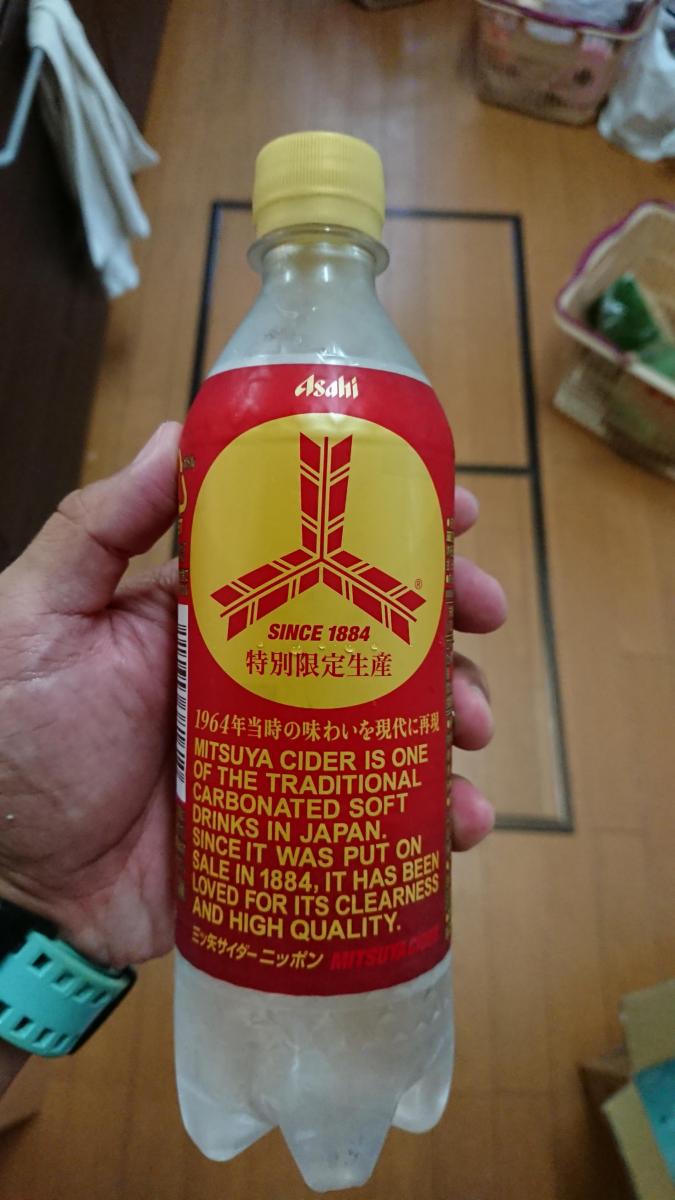 Asahi
®
SINCE 1884
特別限定生産
1964年当時の味わいを現代に再現
MITSUYA CIDER IS ONE
OF THE TRADITIONAL
CARBONATED SOFT
DRINKS IN JAPAN.
SINCE IT WAS PUT ON
SALE IN 1884, IT HAS BEEN
LOVED FOR ITS CLEARNESS
AND HIGH QUALITY.
三ツ矢サイダー ニッポン MITSUYA CIDER